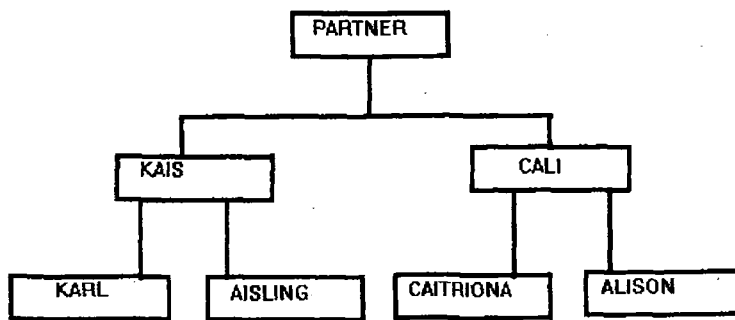 PARTNER
KAIS
CALI
KARL
AISLING
CAITRIONA
ALISON